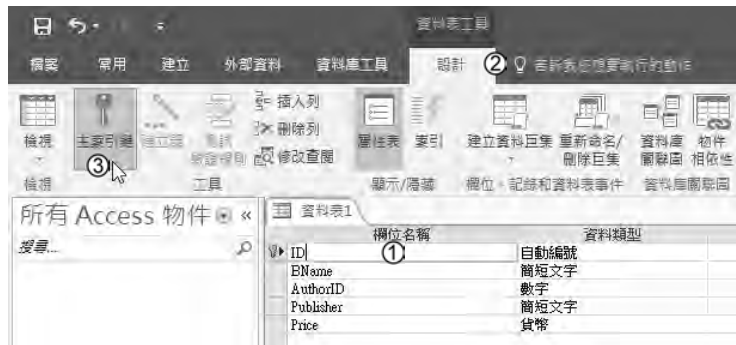 資料表工具
檔案 常用 建立 外部資料 資料庫工具 設計 ② 告訴我您想要執行的動作
插入列
刪除列
修改查閱
檢視 主要引鍵 建立器 測試 驗證規則 屬性表 索引 建立資料巨集 重新命名/ 刪除巨集 資料庫 關聯圖 物件 相依性
③
檢視 工具 顯示/隱藏 欄位、記錄和資料表事件 資料庫關聯圖
所有 Access 物件 «
搜尋...
資料表1
欄位名稱 資料類型
ID ① 自動編號
BName 簡短文字
AuthorID 數字
Publisher 簡短文字
Price 貨幣